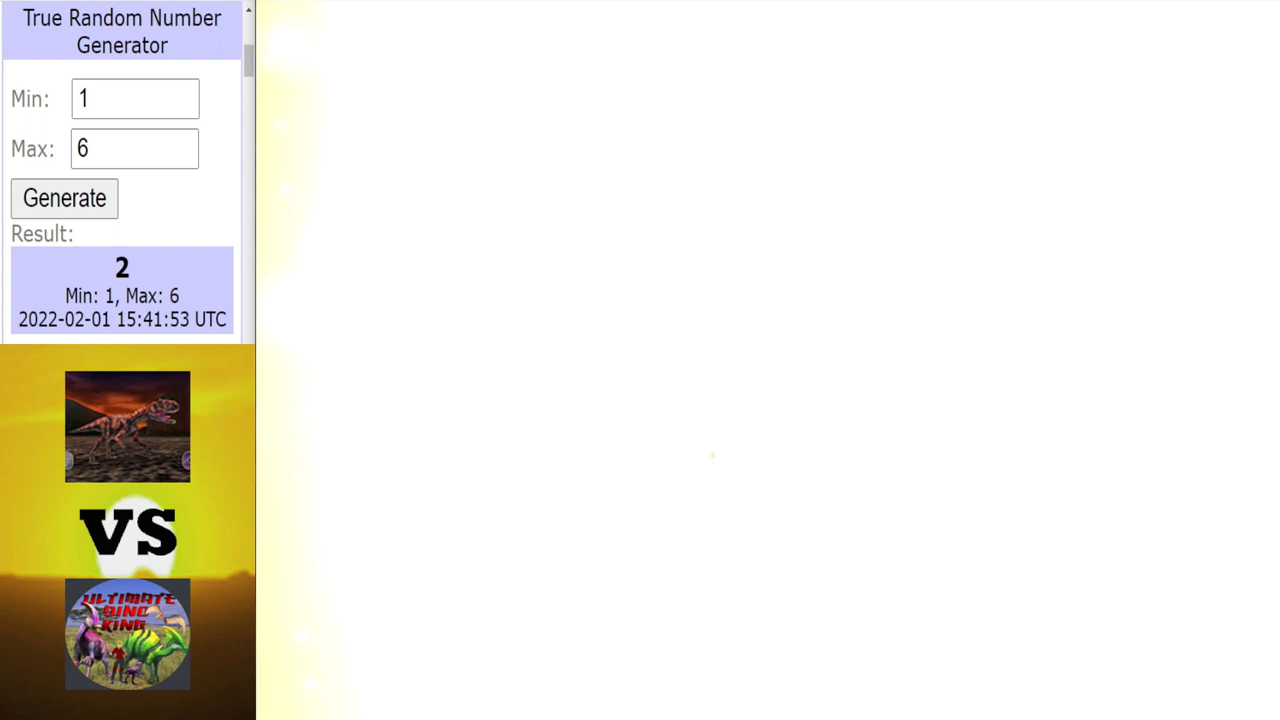 True Random Number
Generator
Min: 1
Max: 6
Generate
Result:
2
Min: 1, Max: 6
2022-02-01 15:41:53 UTC
VS
ULTIMATE
DINO
KING